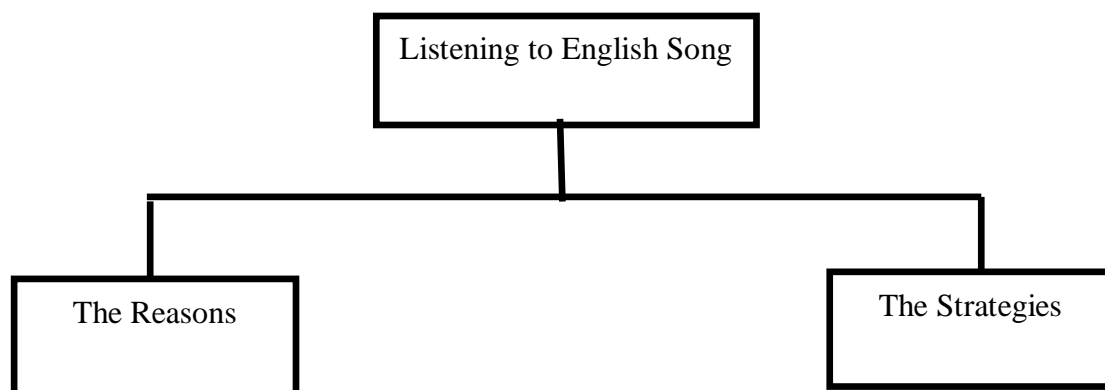 Listening to English Song
The Reasons
The Strategies